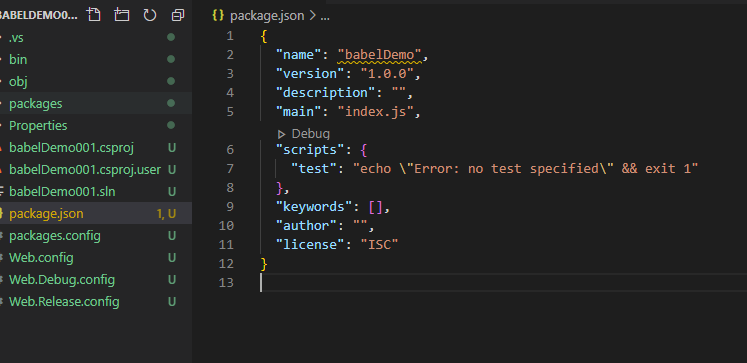 BABELDEMO0...
.vs
bin
obj
packages
Properties
babelDemo001.csproj U
babelDemo001.csproj.user U
babelDemo001.sln U
package.json 1, U
packages.config U
Web.config U
Web.Debug.config U
Web.Release.config U
{} package.json > ...
1 {
2 "name": "babelDemo",
3 "version": "1.0.0",
4 "description": "",
5 "main": "index.js",
Debug
6 "scripts": {
7 "test": "echo \"Error: no test specified\" && exit 1"
8 },
9 "keywords": [],
10 "author": "",
11 "license": "ISC"
12 }
13